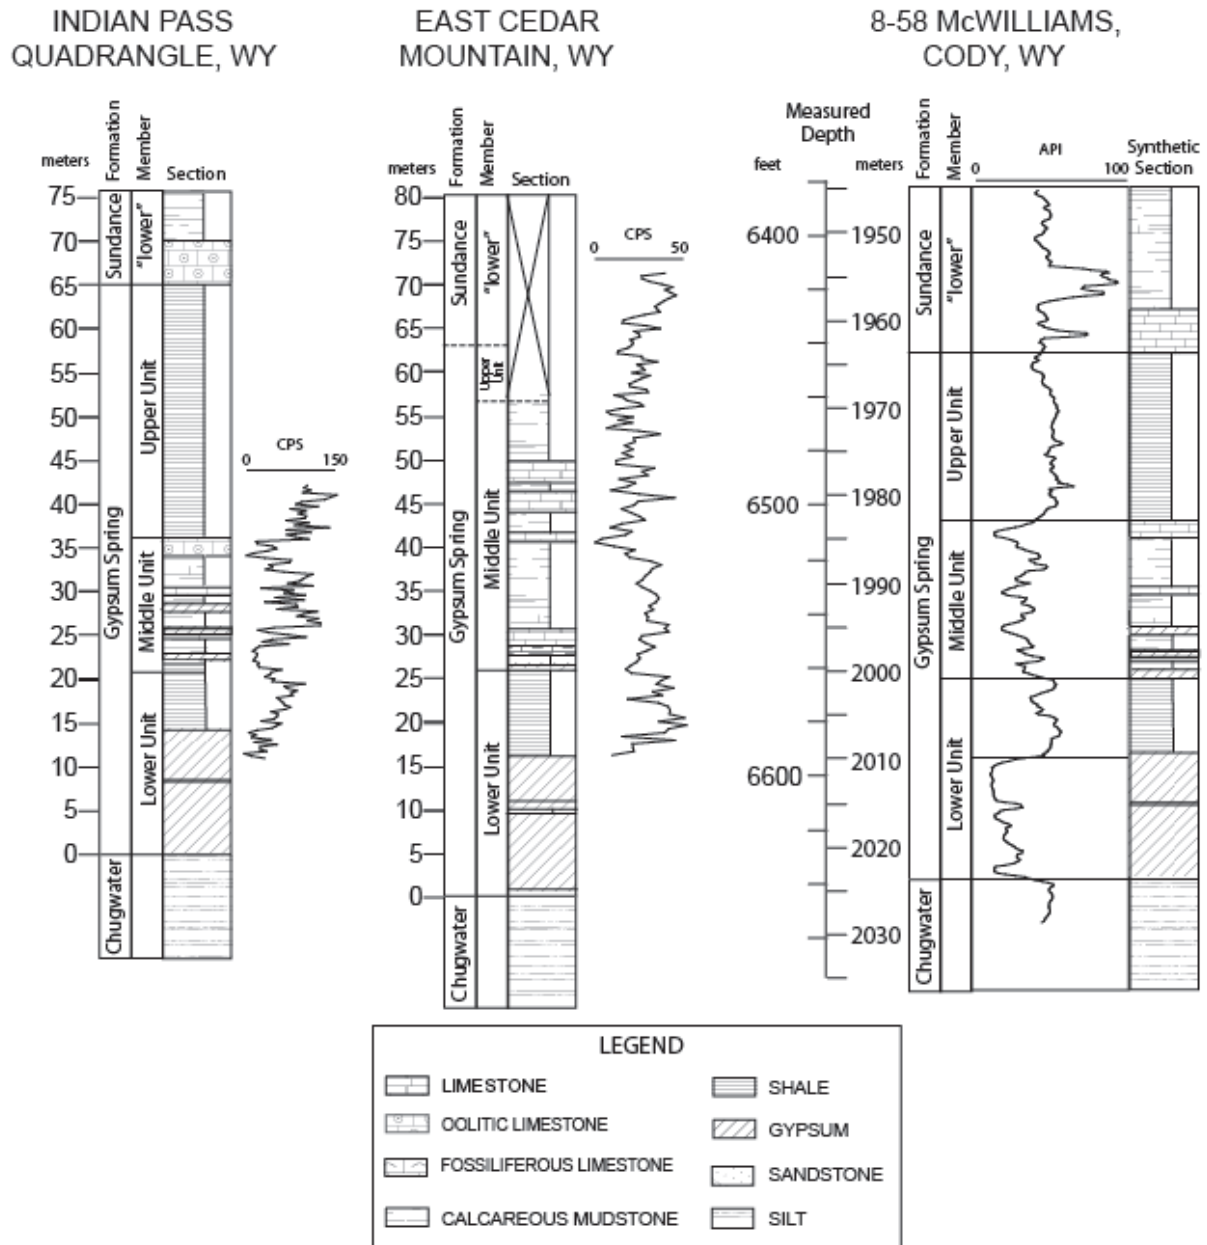 INDIAN PASS
QUADRANGLE, WY
EAST CEDAR
MOUNTAIN, WY
8-58 McWILLIAMS,
CODY, WY
meters
Formation
Member
Section
75
70
65
60
55
50
45
40
35
30
25
20
15
10
5
0
Sundance
"lower"
Gypsum Spring
Upper Unit
Middle Unit
Lower Unit
Chugwater
CPS
0 150
meters
Formation
Member
Section
80
75
70
65
60
55
50
45
40
35
30
25
20
15
10
5
0
Sundance
"lower"
Upper
Unit
Gypsum Spring
Middle Unit
Lower Unit
Chugwater
CPS
0 50
Measured
Depth
feet
meters
6400
6500
6600
1950
1960
1970
1980
1990
2000
2010
2020
2030
Formation
Member
API
0 100
Synthetic
Section
Sundance
"lower"
Gypsum Spring
Upper Unit
Middle Unit
Lower Unit
Chugwater
LEGEND
LIMESTONE
OOLITIC LIMESTONE
FOSSILIFEROUS LIMESTONE
CALCAREOUS MUDSTONE
SHALE
GYPSUM
SANDSTONE
SILT